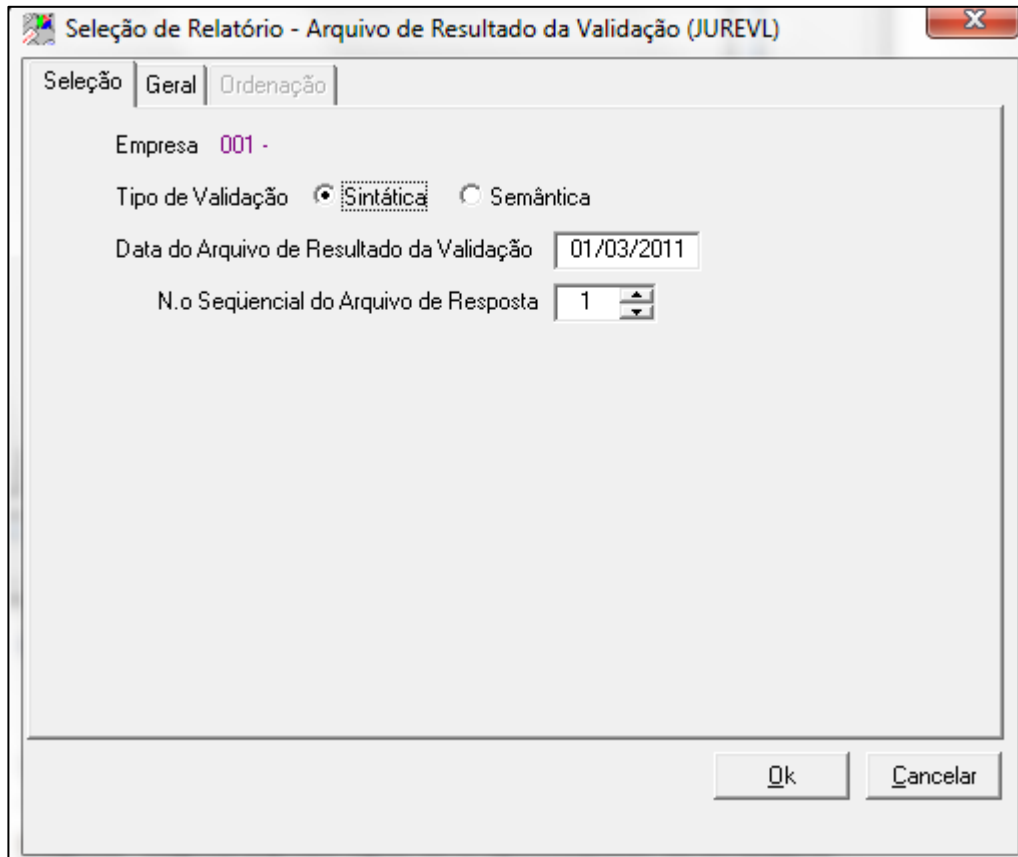 Seleção de Relatório - Arquivo de Resultado da Validação (JUREVL)
Seleção Geral Ordenação
Empresa 001 -
Tipo de Validação Sintática Semântica
Data do Arquivo de Resultado da Validação 01/03/2011
N.o Seqüencial do Arquivo de Resposta 1
Ok Cancelar